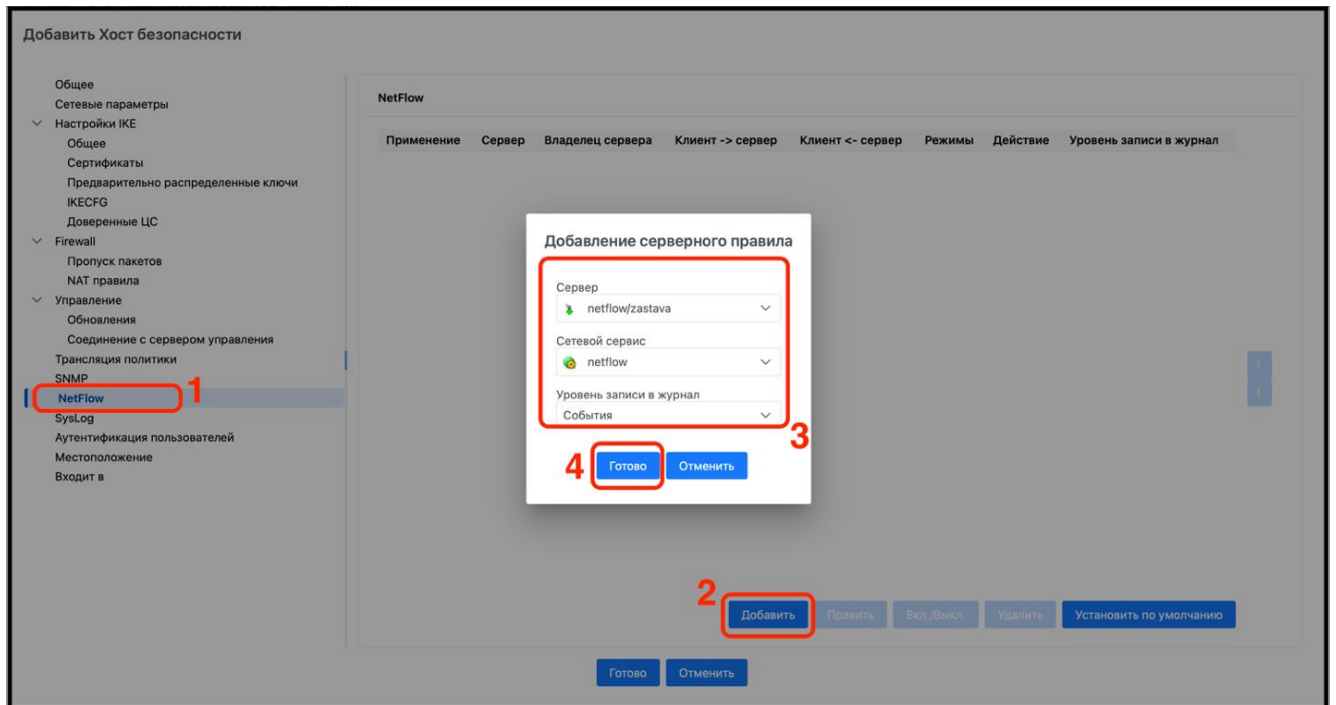 Добавить Хост безопасности
Общее
Сетевые параметры
Настройки IKE
Общее
Сертификаты
Предварительно распределенные ключи
IKECFG
Доверенные ЦС
Firewall
Пропуск пакетов
NAT правила
Управление
Обновления
Соединение с сервером управления
Трансляция политики
SNMP
NetFlow
1
SysLog
Аутентификация пользователей
Местоположение
Входит в
NetFlow
Применение Сервер Владелец сервера Клиент -> сервер Клиент <- сервер Режимы Действие Уровень записи в журнал
Добавление серверного правила
Сервер
netflow/zastava
Сетевой сервис
netflow
Уровень записи в журнал
События
3
4 Готово Отменить
2
Добавить Править Вкл./Выкл. Удалить Установить по умолчанию
Готово Отменить